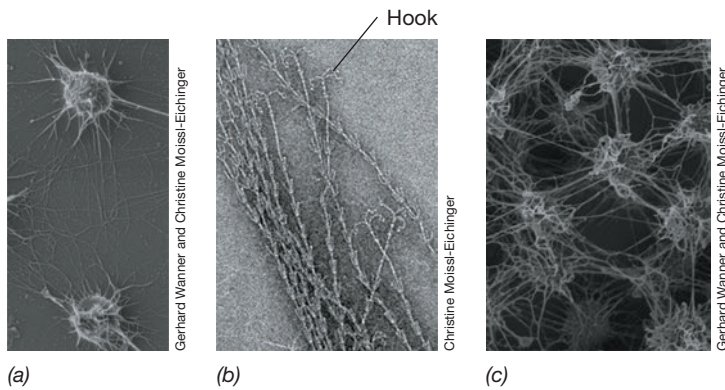 Hook
Gerhard Wanner and Christine Moissl-Eichinger
Christine Moissl-Eichinger
Gerhard Wanner and Christine Moissl-Eichinger
(a)
(b)
(c)